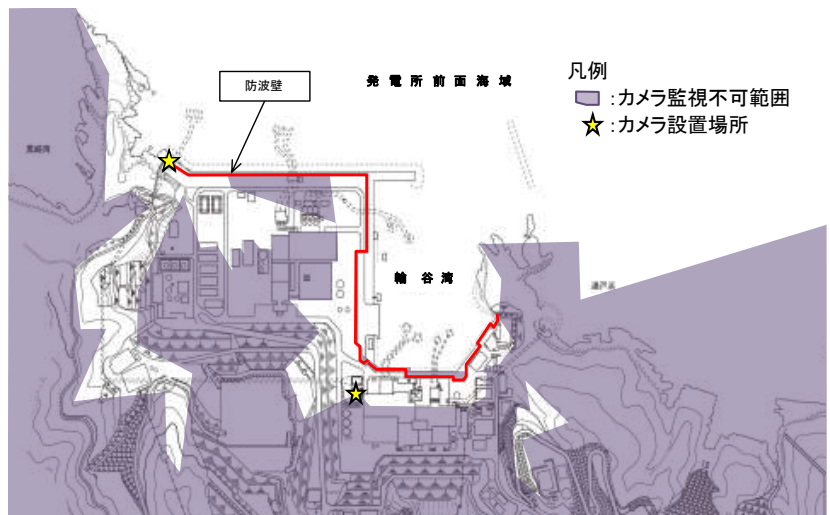 発電所前面海域
凡例
:カメラ監視不可範囲
:カメラ設置場所
防波壁
輪谷湾